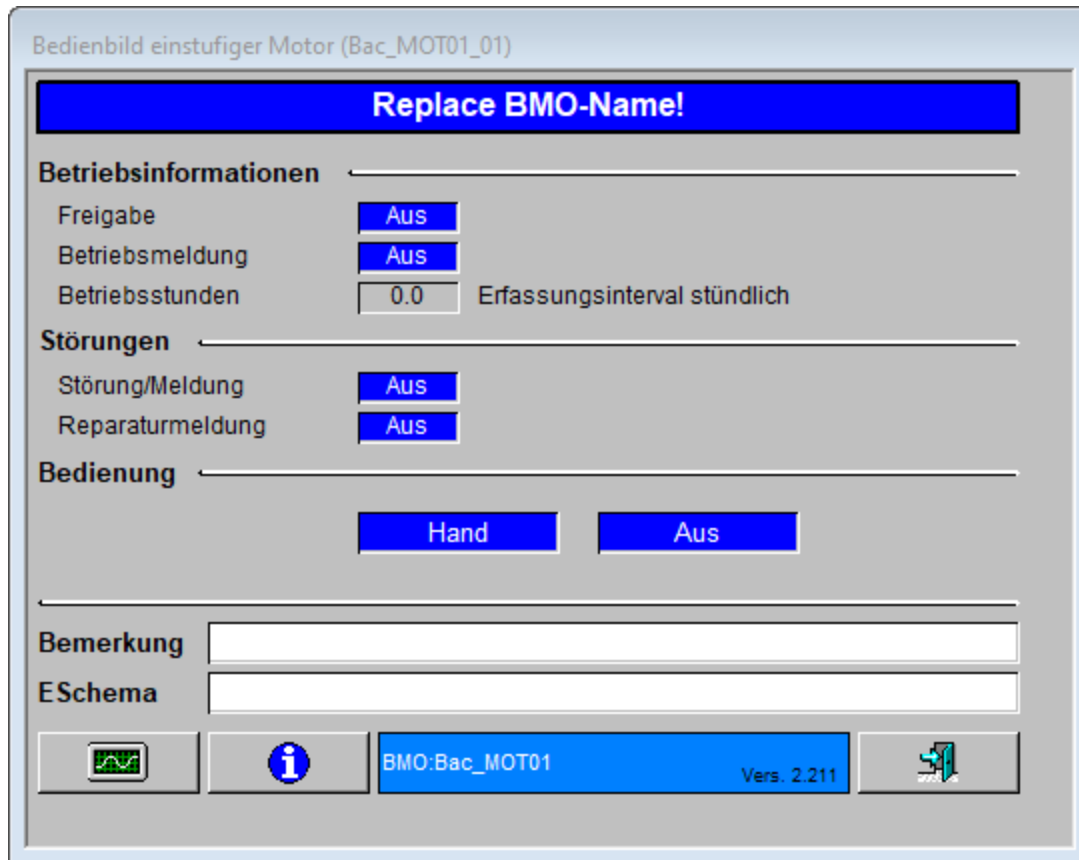 Bedienbild einstufiger Motor (Bac_MOT01_01)
Replace BMO-Name!
Betriebsinformationen
Freigabe Aus
Betriebsmeldung Aus
Betriebsstunden 0.0 Erfassungsinterval stündlich
Störungen
Störung/Meldung Aus
Reparaturmeldung Aus
Bedienung
Hand Aus
Bemerkung
ESchema
BMO:Bac_MOT01 Vers. 2.211